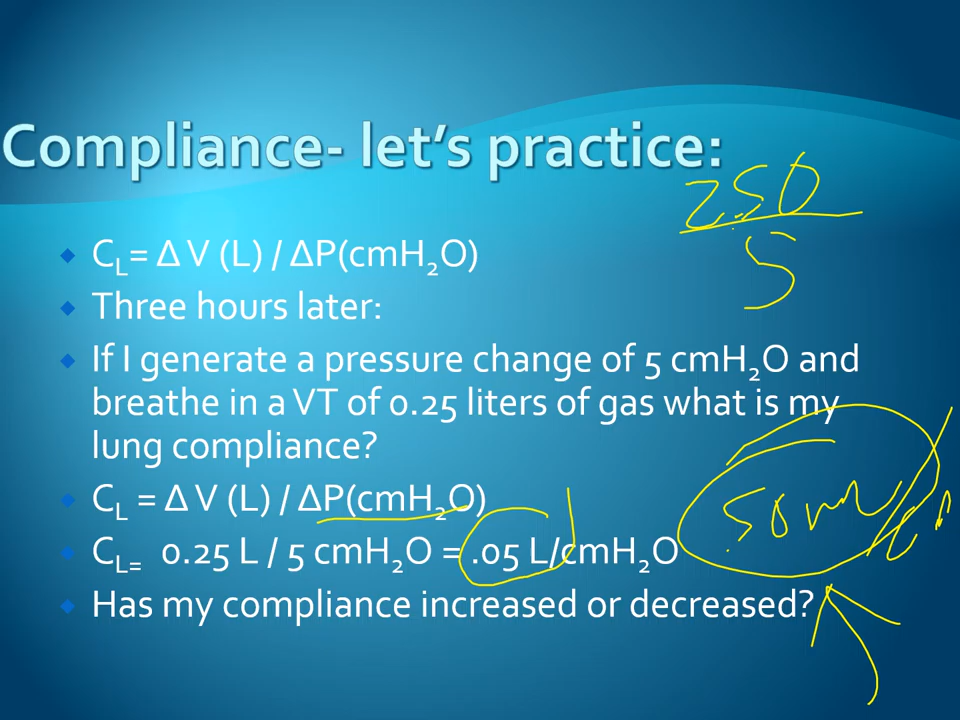 Compliance- let's practice:
250
5
C_L= Δ V (L) / ΔP(cmH₂O)
Three hours later:
If I generate a pressure change of 5 cmH₂O and
breathe in a VT of 0.25 liters of gas what is my
lung compliance?
C_L = Δ V (L) / ΔP(cmH₂O)
50 m
C_L= 0.25 L / 5 cmH₂O = .05 L/cmH₂O
Has my compliance increased or decreased?